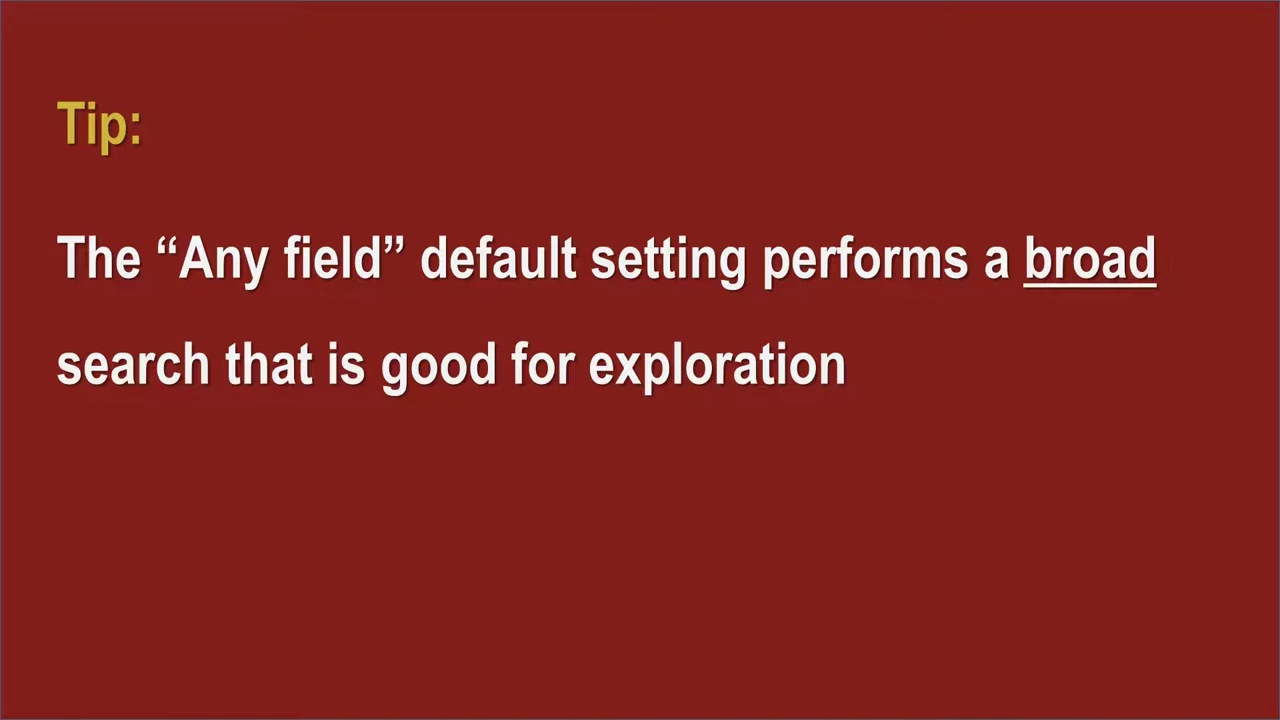 Tip:
The “Any field” default setting performs a broad
search that is good for exploration